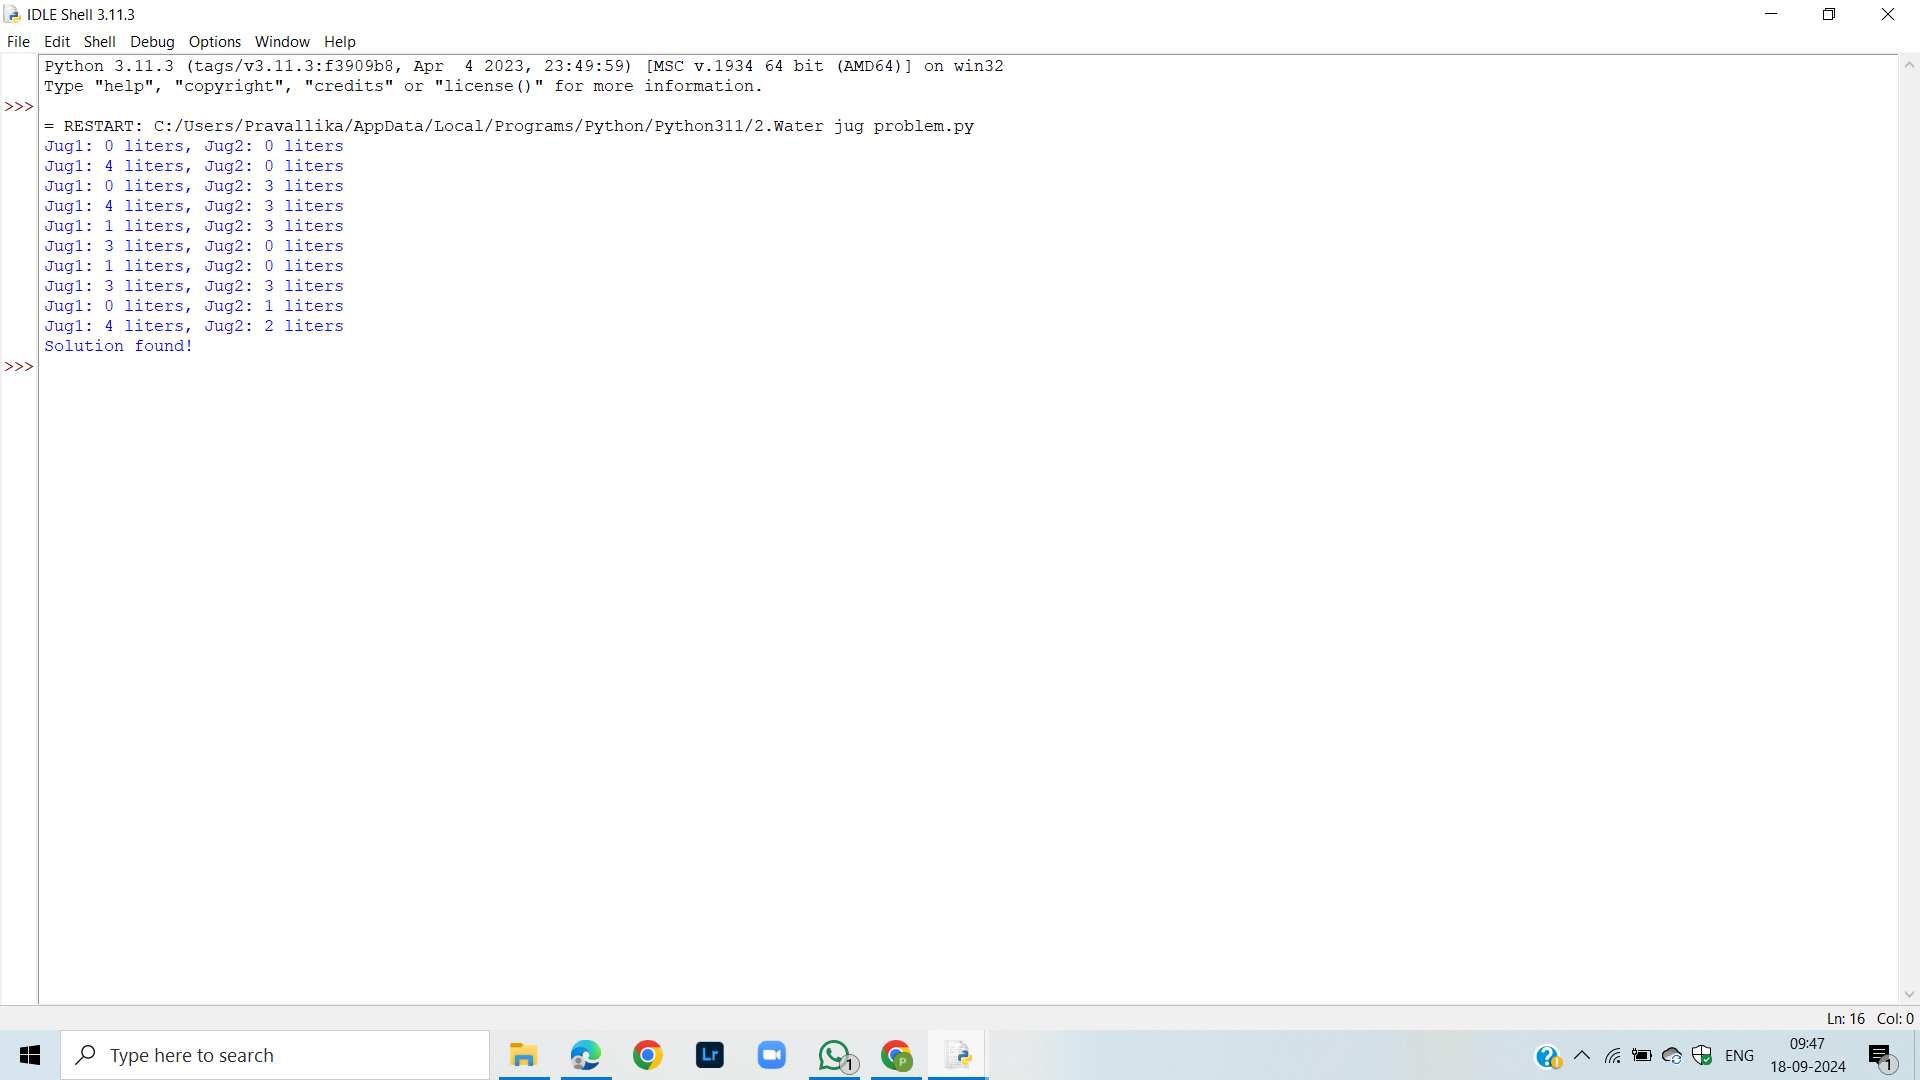 IDLE Shell 3.11.3
File Edit Shell Debug Options Window Help
Python 3.11.3 (tags/v3.11.3:f3909b8, Apr  4 2023, 23:49:59) [MSC v.1934 64 bit (AMD64)] on win32
Type "help", "copyright", "credits" or "license()" for more information.
>>>
= RESTART: C:/Users/Pravallika/AppData/Local/Programs/Python/Python311/2.Water jug problem.py
Jug1: 0 liters, Jug2: 0 liters
Jug1: 4 liters, Jug2: 0 liters
Jug1: 0 liters, Jug2: 3 liters
Jug1: 4 liters, Jug2: 3 liters
Jug1: 1 liters, Jug2: 3 liters
Jug1: 3 liters, Jug2: 0 liters
Jug1: 1 liters, Jug2: 0 liters
Jug1: 3 liters, Jug2: 3 liters
Jug1: 0 liters, Jug2: 1 liters
Jug1: 4 liters, Jug2: 2 liters
Solution found!
>>>
Ln: 16 Col: 0
Type here to search
Lr
1
P
ENG
09:47
18-09-2024
1